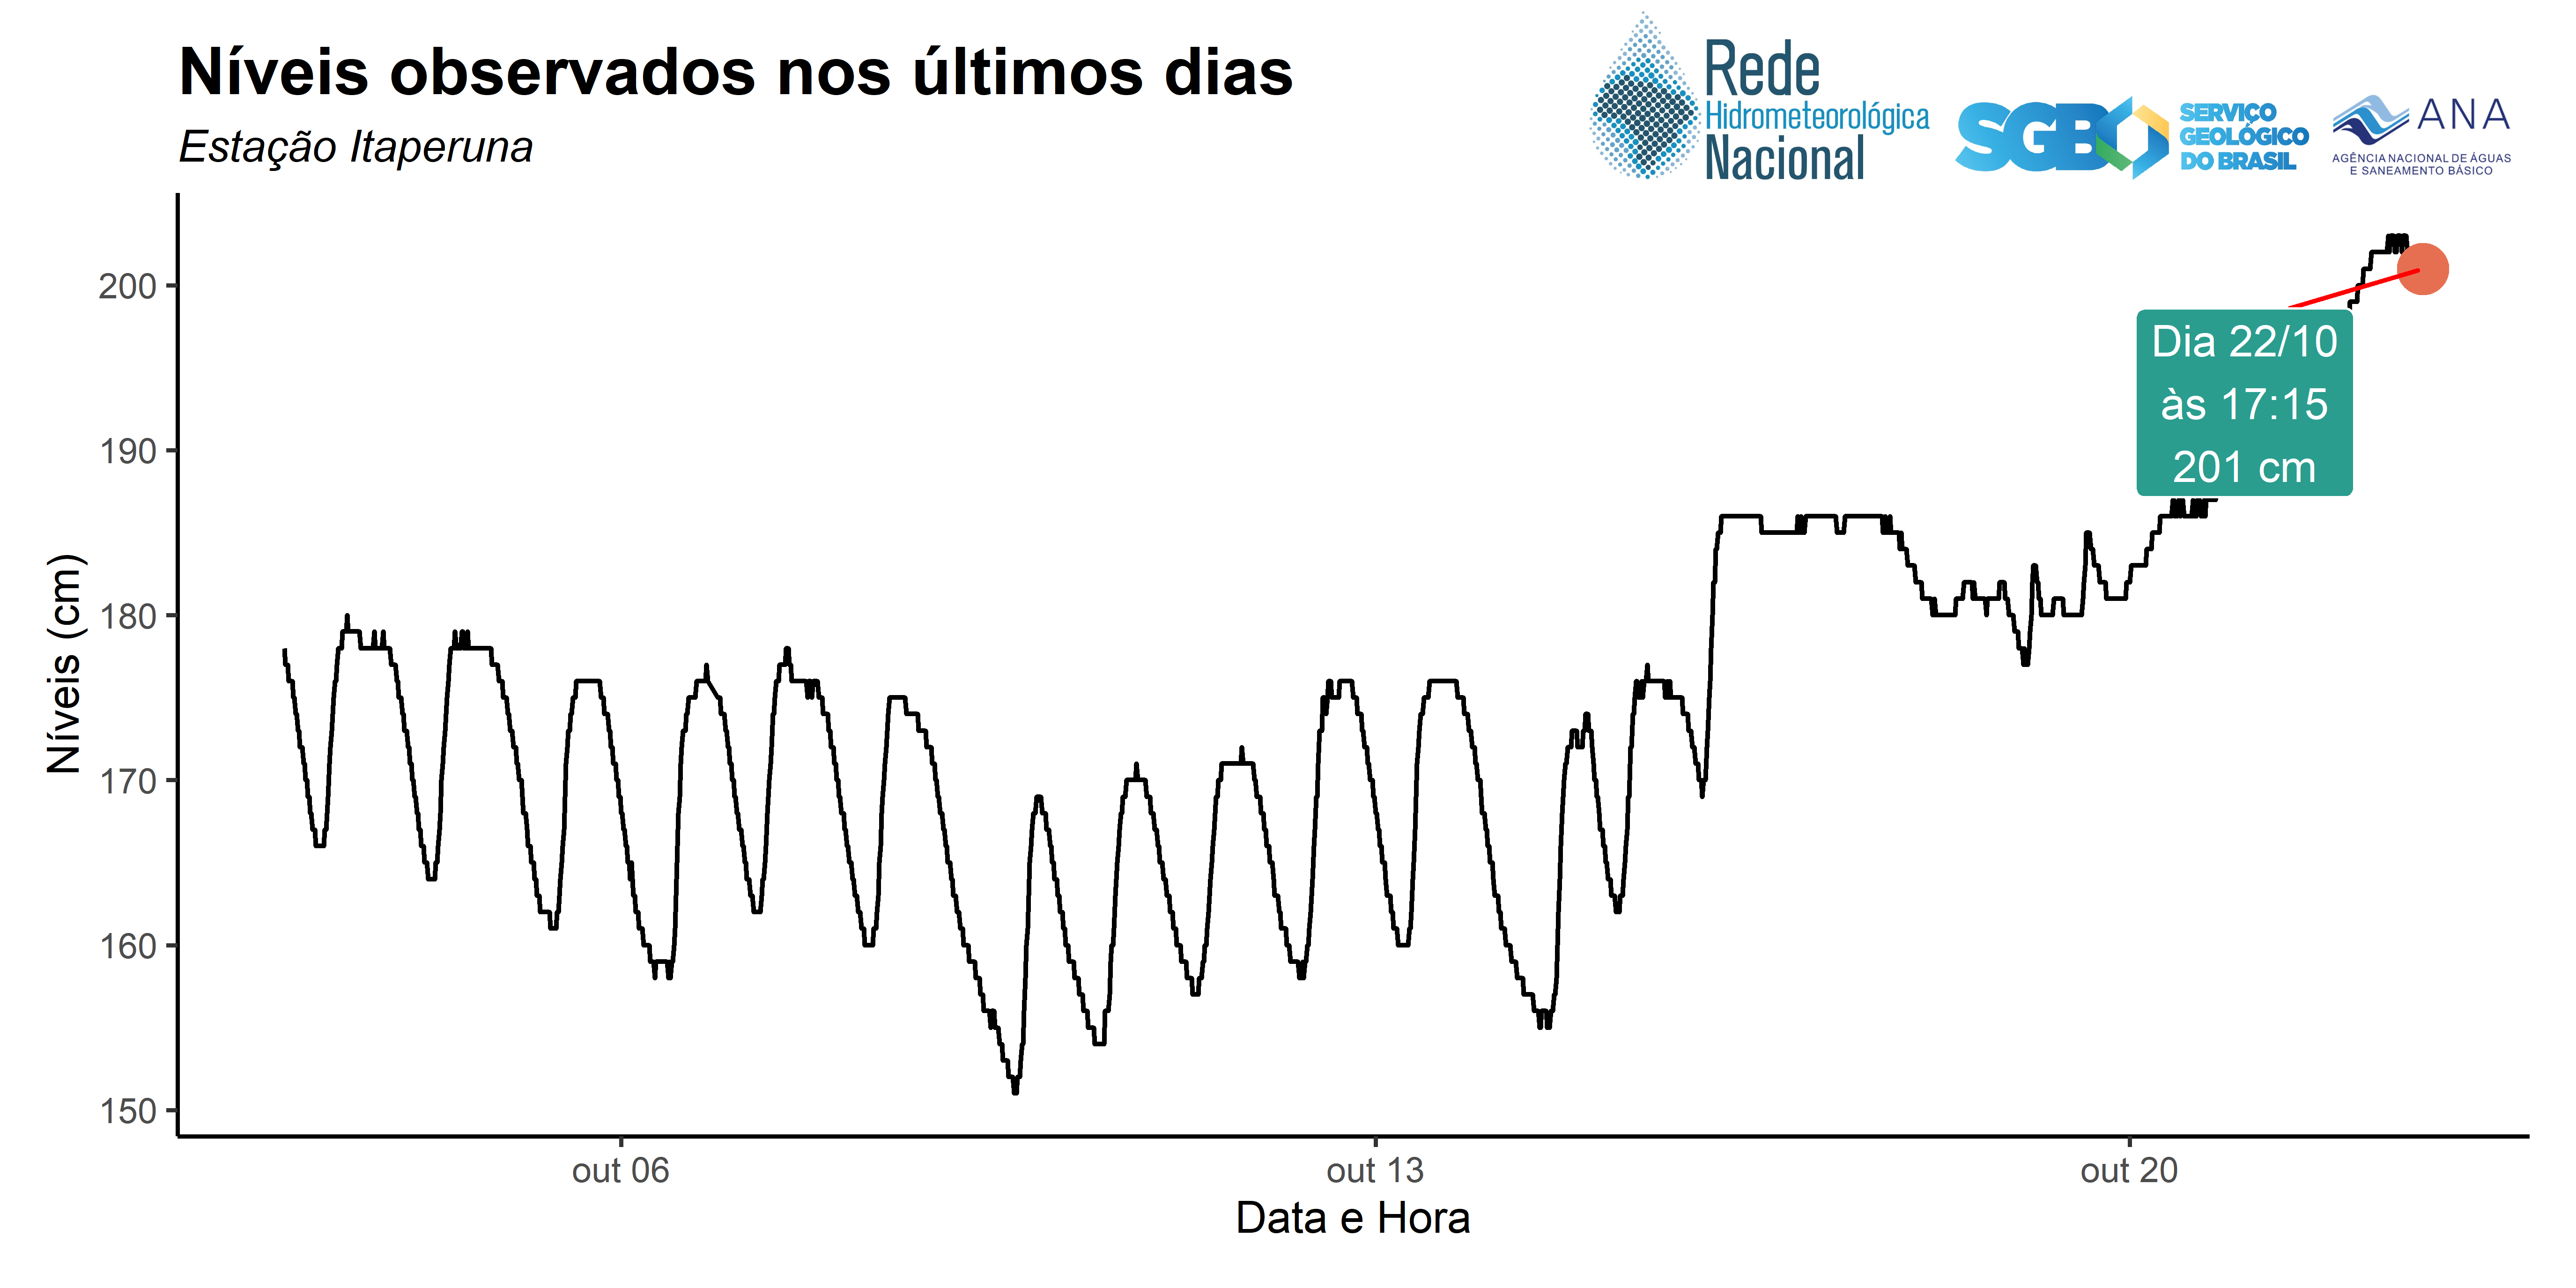 Níveis observados nos últimos dias
Estação Itaperuna
Rede
Hidrometeorológica
Nacional
SGB
SERVIÇO
GEOLÓGICO
DO BRASIL
ANA
AGÊNCIA NACIONAL DE ÁGUAS
E SANEAMENTO BÁSICO
Níveis (cm)
200
190
180
170
160
150
Dia 22/10
às 17:15
201 cm
out 06
out 13
out 20
Data e Hora